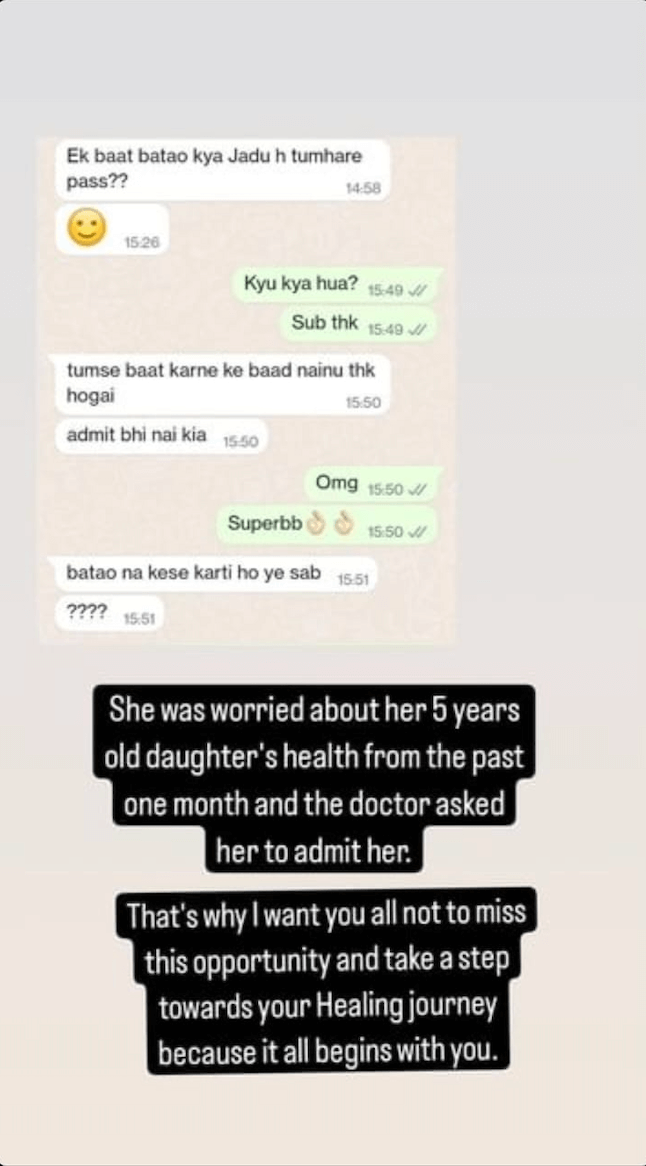 Ek baat batao kya Jadu h tumhare
pass??
14:58
🙂
15:26
Kyu kya hua?
15:49
Sub thk
15:49
tumse baat karne ke baad nainu thk
hogai
15:50
admit bhi nai kia
15:50
Omg
15:50
Superbb👌🏻👌🏻
15:50
batao na kese karti ho ye sab
15:51
????
15:51
She was worried about her 5 years
old daughter's health from the past
one month and the doctor asked
her to admit her.
That's why I want you all not to miss
this opportunity and take a step
towards your Healing journey
because it all begins with you.